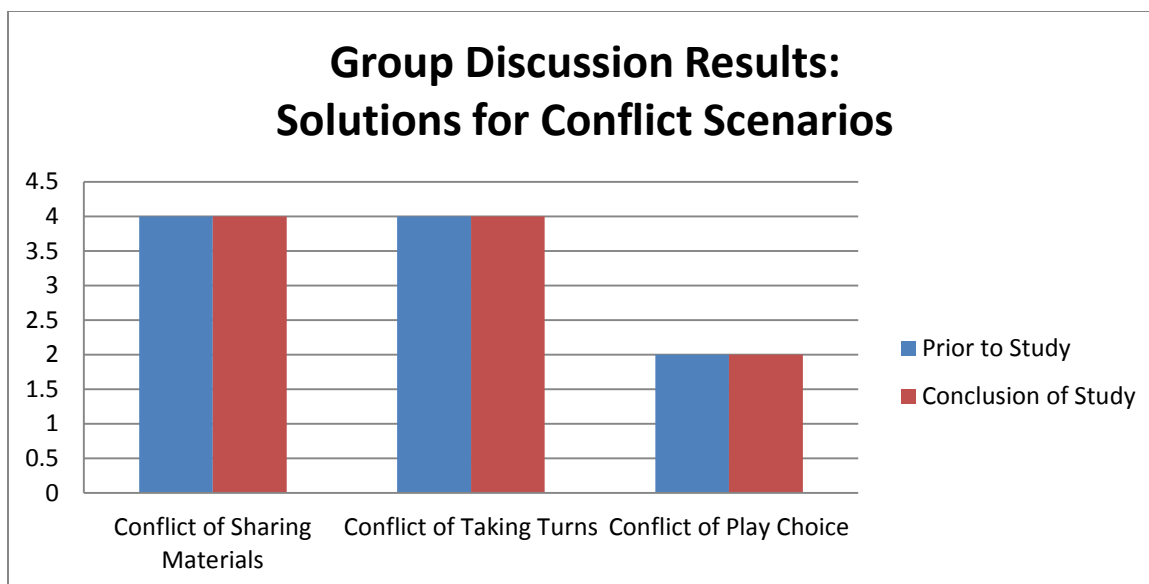 Group Discussion Results:
Solutions for Conflict Scenarios
4.5
4
3.5
3
2.5
2
1.5
1
0.5
0
Conflict of Sharing
Materials
Conflict of Taking Turns
Conflict of Play Choice
Prior to Study
Conclusion of Study